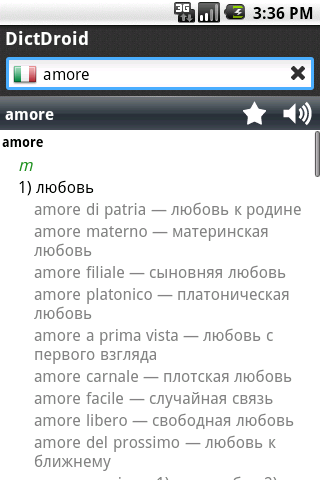 3G 3:36 PM
DictDroid
amore
amore
amore
m
1) любовь
amore di patria — любовь к родине
amore materno — материнская
любовь
amore filiale — сыновняя любовь
amore platonico — платоническая
любовь
amore a prima vista — любовь с
первого взгляда
amore carnale — плотская любовь
amore facile — случайная связь
amore libero — свободная любовь
amore del prossimo — любовь к
ближнему